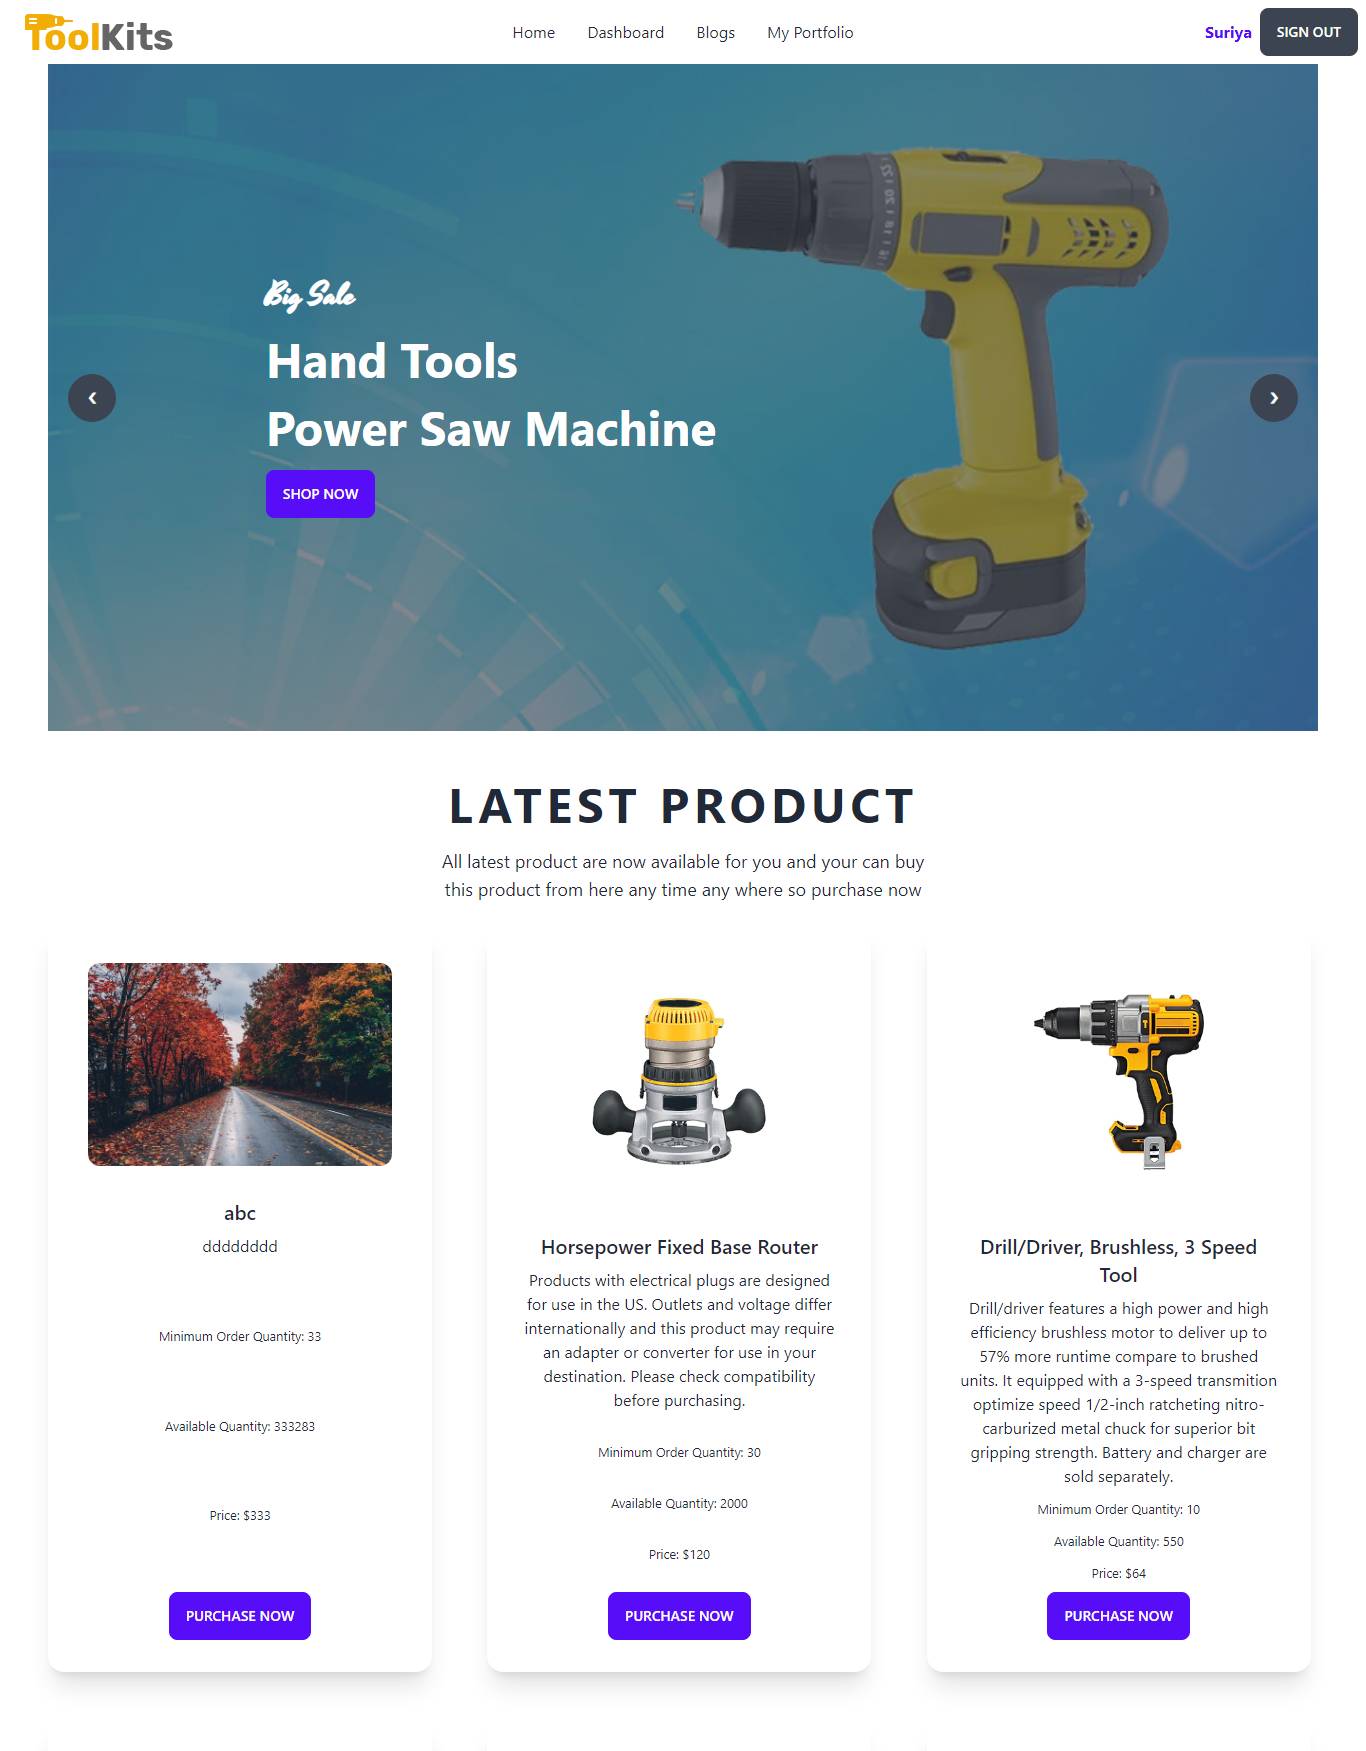 ToolKits
Home Dashboard Blogs My Portfolio
Suriya SIGN OUT
Big Sale
Hand Tools
Power Saw Machine
‹ ›
SHOP NOW
LATEST PRODUCT
All latest product are now available for you and your can buy
this product from here any time any where so purchase now
abc
dddddddd
Minimum Order Quantity: 33
Available Quantity: 333283
Price: $333
PURCHASE NOW
Horsepower Fixed Base Router
Products with electrical plugs are designed
for use in the US. Outlets and voltage differ
internationally and this product may require
an adapter or converter for use in your
destination. Please check compatibility
before purchasing.
Minimum Order Quantity: 30
Available Quantity: 2000
Price: $120
PURCHASE NOW
Drill/Driver, Brushless, 3 Speed
Tool
Drill/driver features a high power and high
efficiency brushless motor to deliver up to
57% more runtime compare to brushed
units. It equipped with a 3-speed transmition
optimize speed 1/2-inch ratcheting nitro-
carburized metal chuck for superior bit
gripping strength. Battery and charger are
sold separately.
Minimum Order Quantity: 10
Available Quantity: 550
Price: $64
PURCHASE NOW